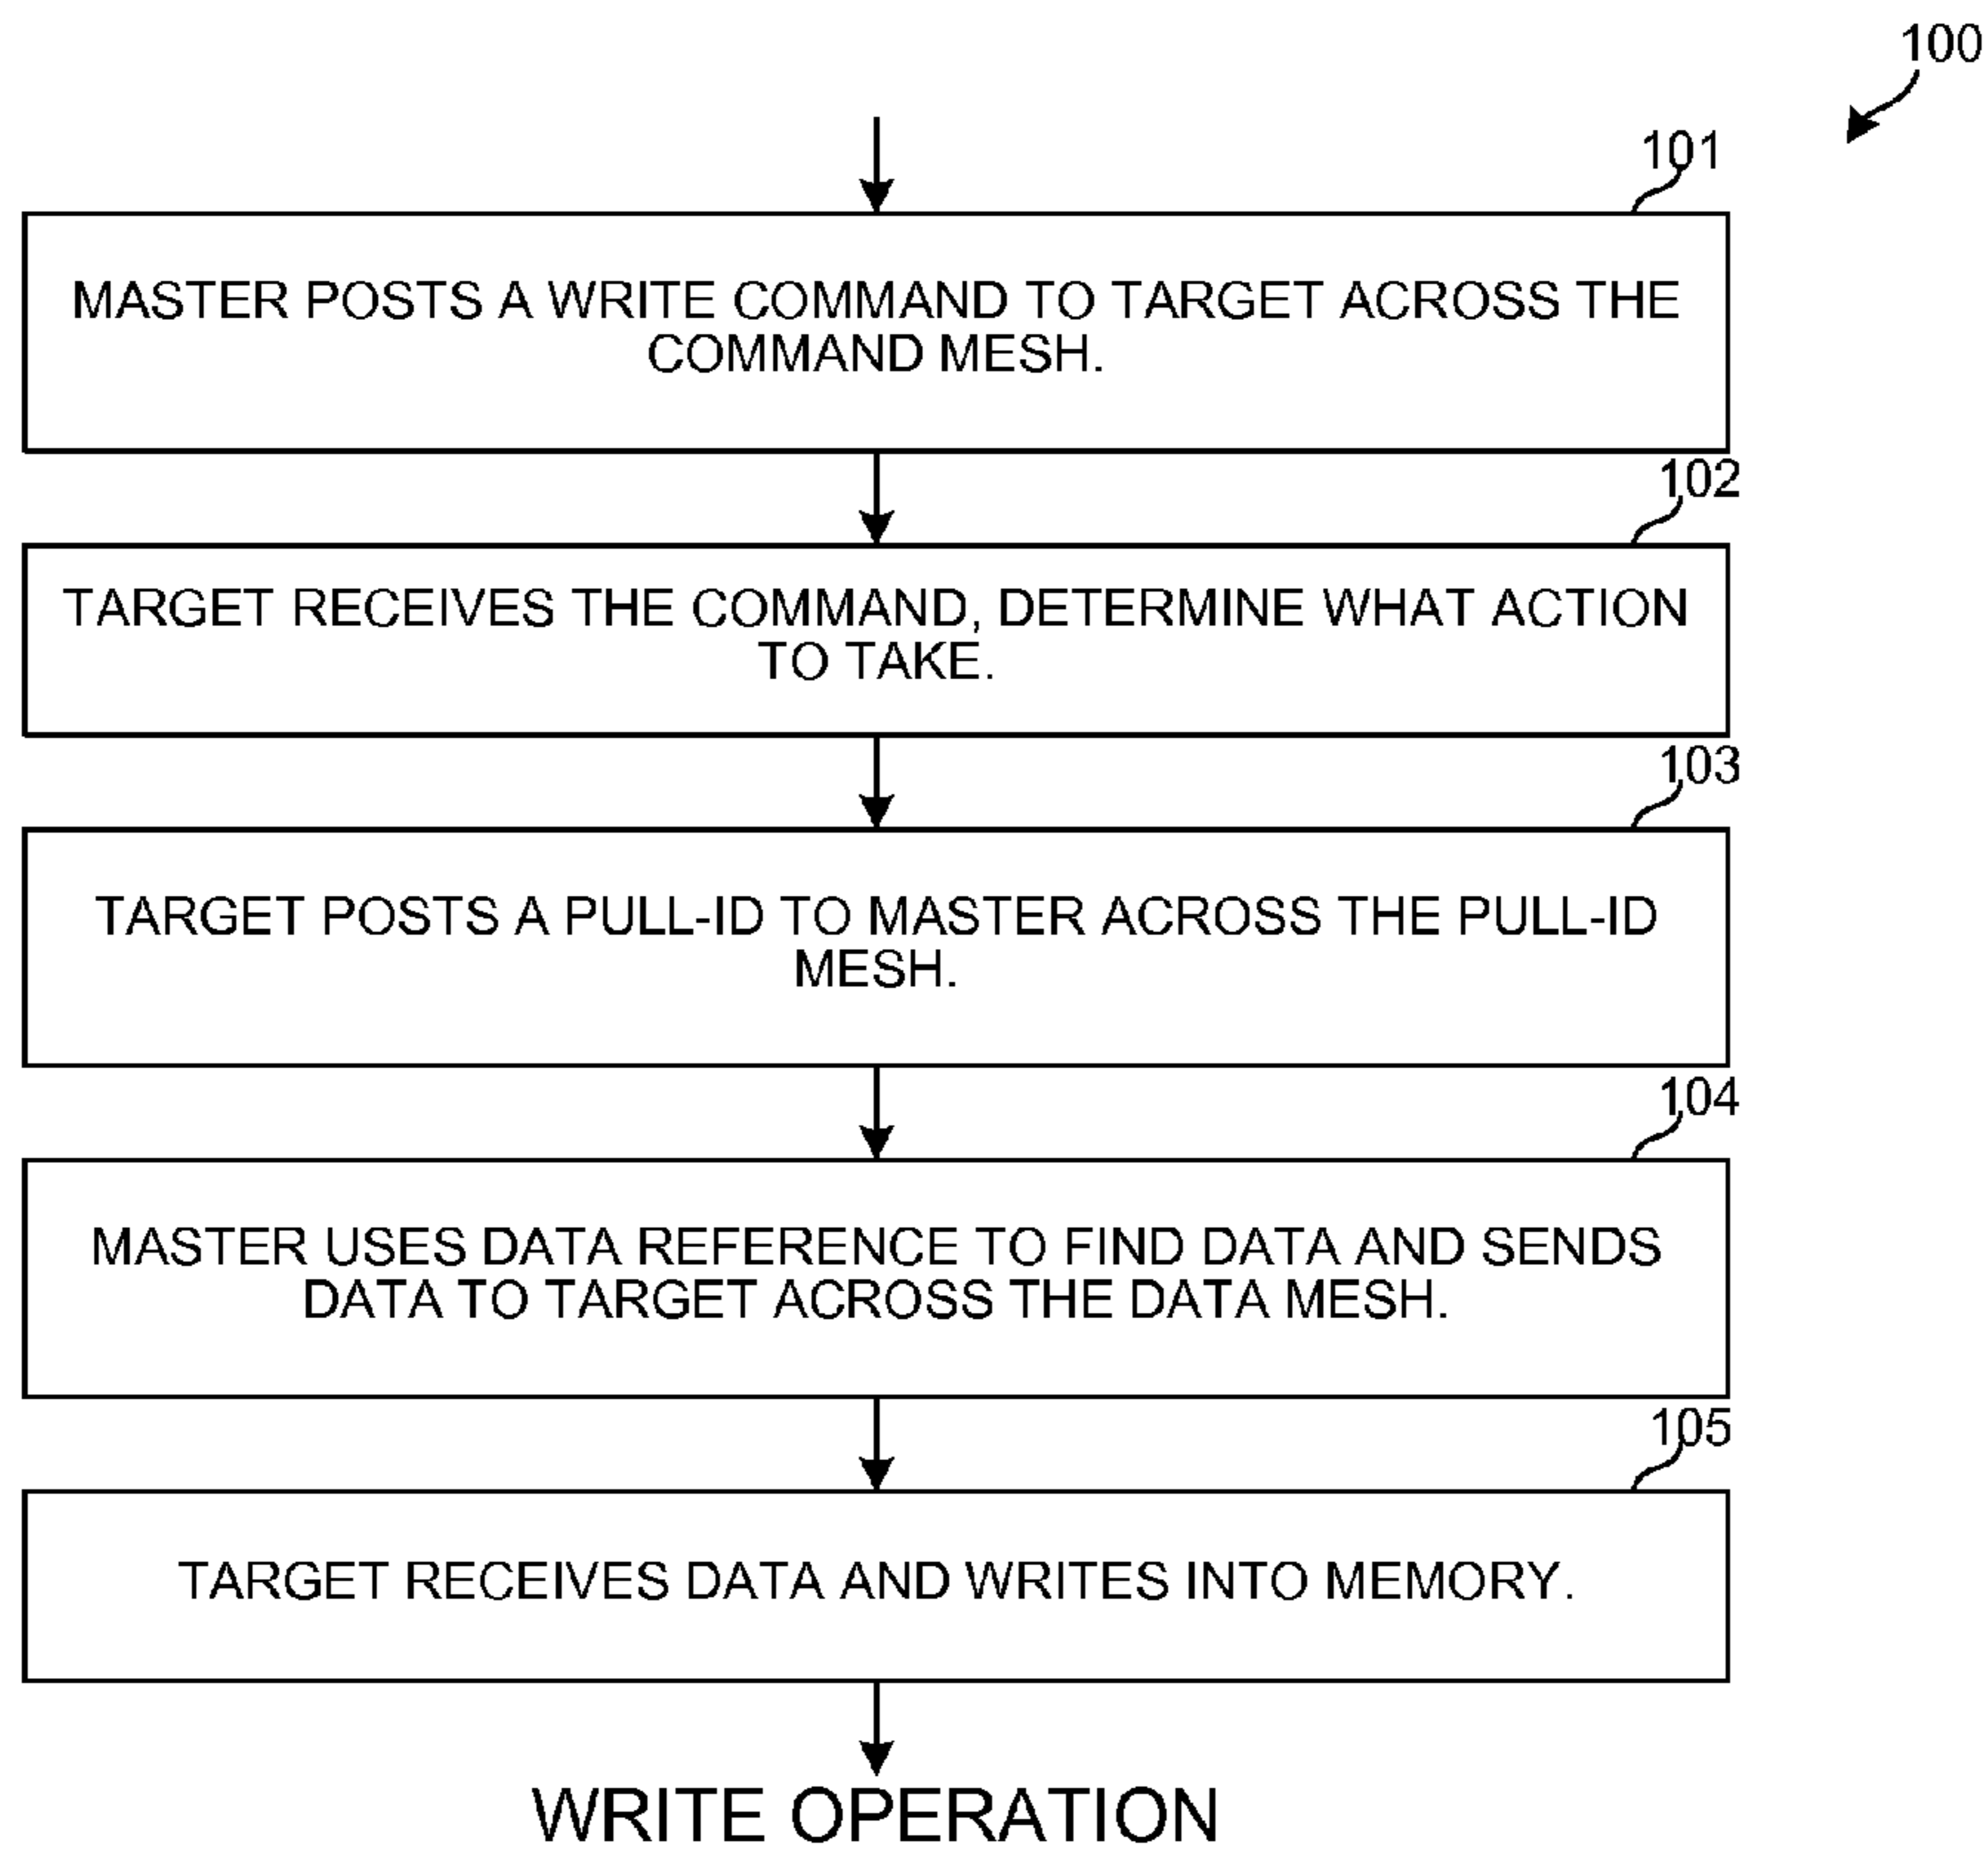 100
101
MASTER POSTS A WRITE COMMAND TO TARGET ACROSS THE
COMMAND MESH.
102
TARGET RECEIVES THE COMMAND, DETERMINE WHAT ACTION
TO TAKE.
103
TARGET POSTS A PULL-ID TO MASTER ACROSS THE PULL-ID
MESH.
104
MASTER USES DATA REFERENCE TO FIND DATA AND SENDS
DATA TO TARGET ACROSS THE DATA MESH.
105
TARGET RECEIVES DATA AND WRITES INTO MEMORY.
WRITE OPERATION